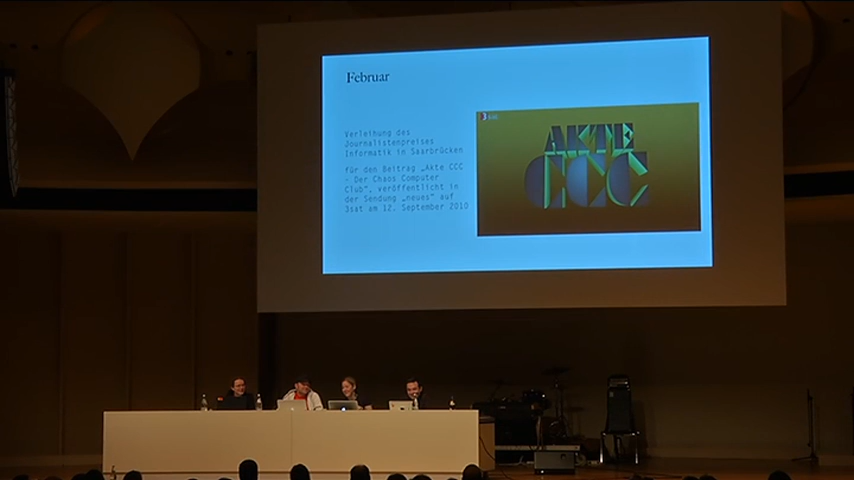 Februar
Verleihung des
Journalistenpreises
Informatik in Saarbrücken
für den Beitrag „Akte CCC
- Der Chaos Computer
Club", veröffentlicht in
der Sendung „neues" auf
3sat am 12. September 2010
3sat
AKTE
CCC